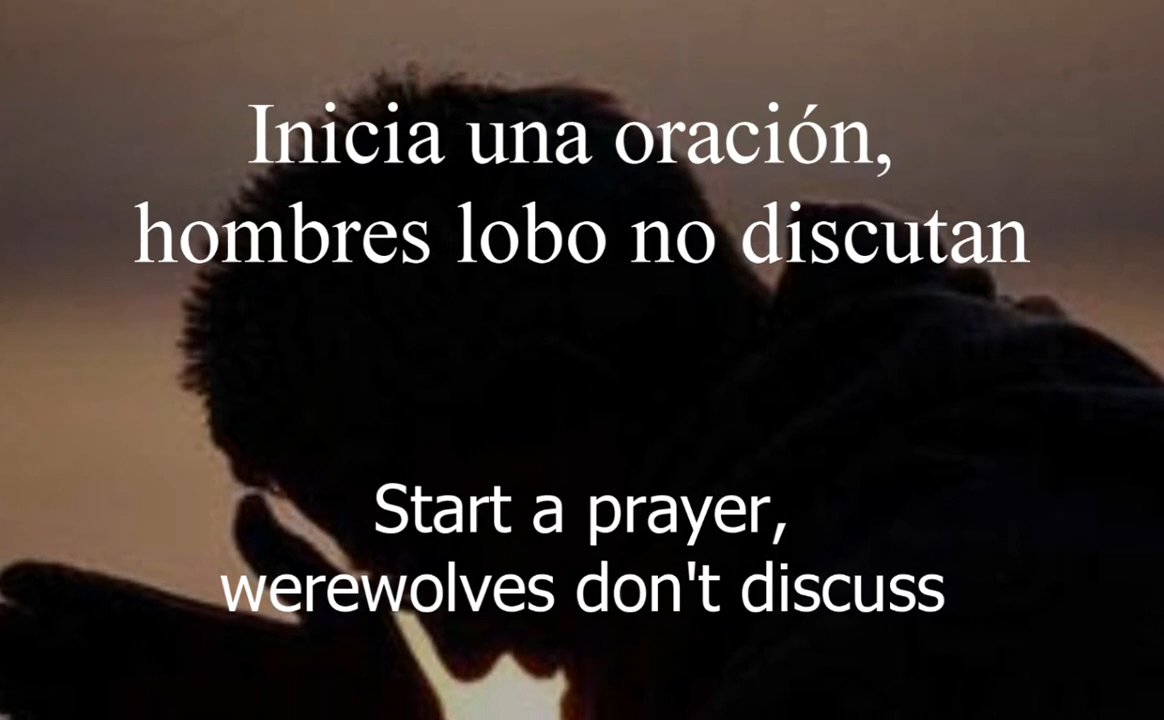 Inicia una oración,
hombres lobo no discutan
Start a prayer,
werewolves don't discuss